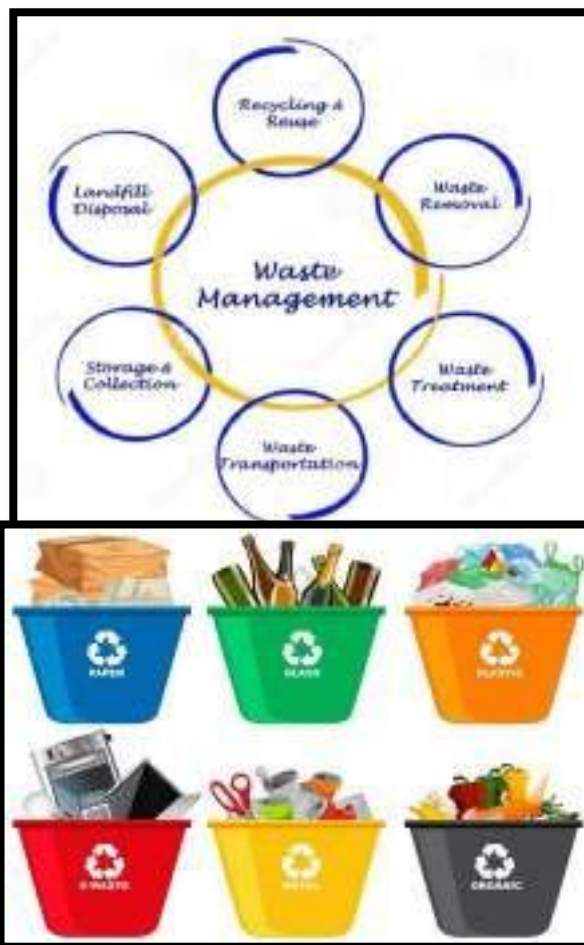 Recycling &
Reuse
Landfill
Disposal
Waste
Removal
Waste
Management
Storage &
Collection
Waste
Treatment
Waste
Transportation
PAPER
GLASS
PLASTIC
E-WASTE
METAL
ORGANIC